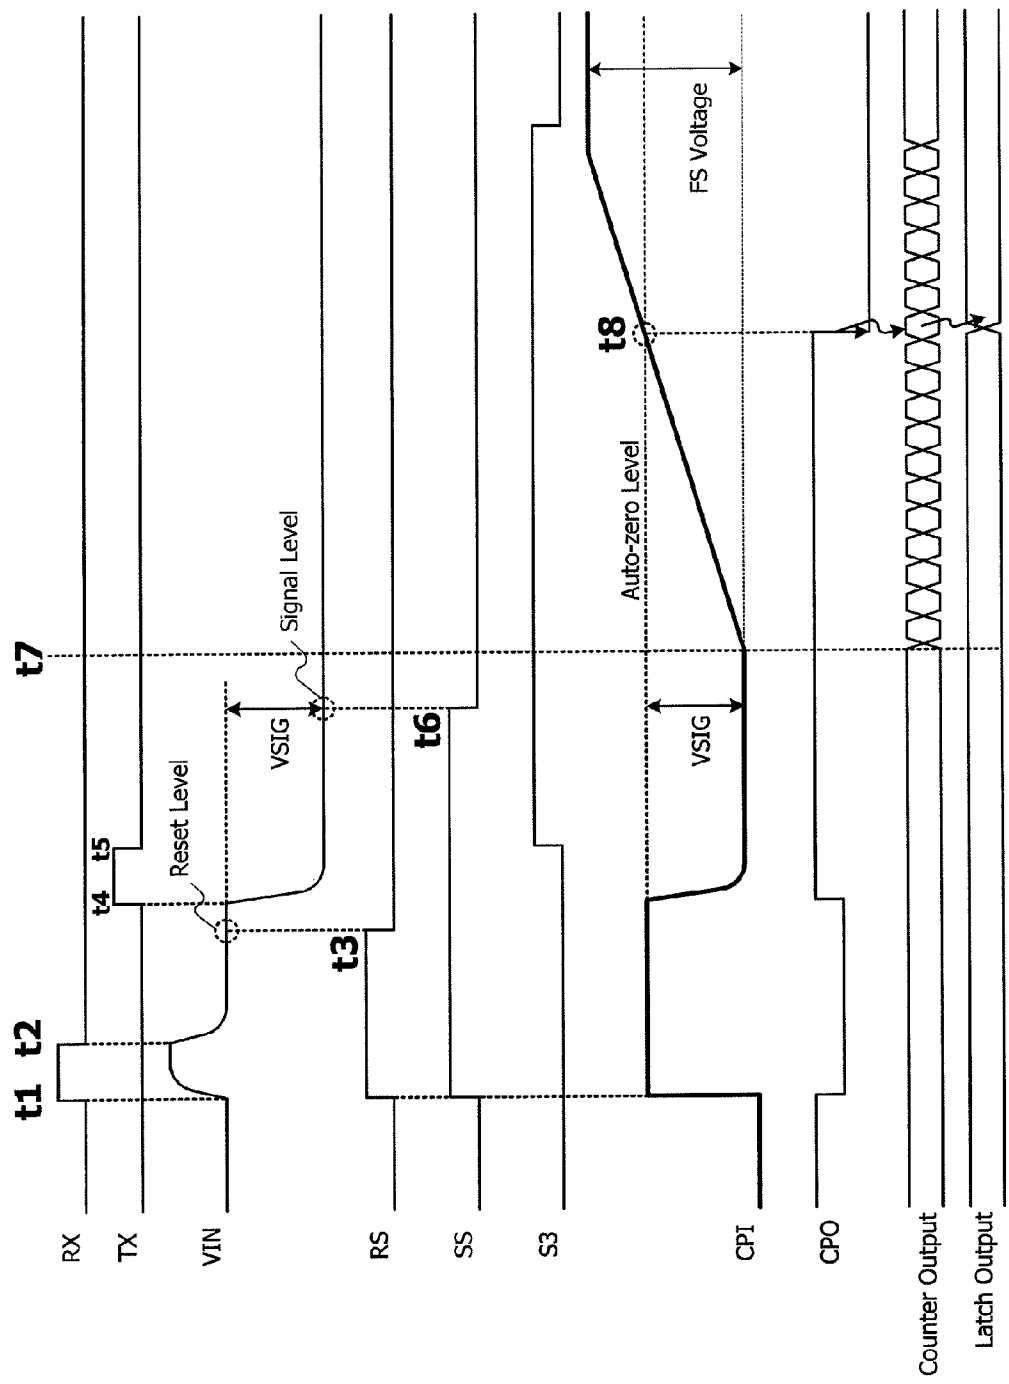 t1
t2
t3
t4
t5
t6
t7
t8
RX
TX
VIN
Reset Level
VSIG
Signal Level
RS
SS
S3
CPI
VSIG
Auto-zero Level
FS Voltage
CPO
Counter Output
Latch Output